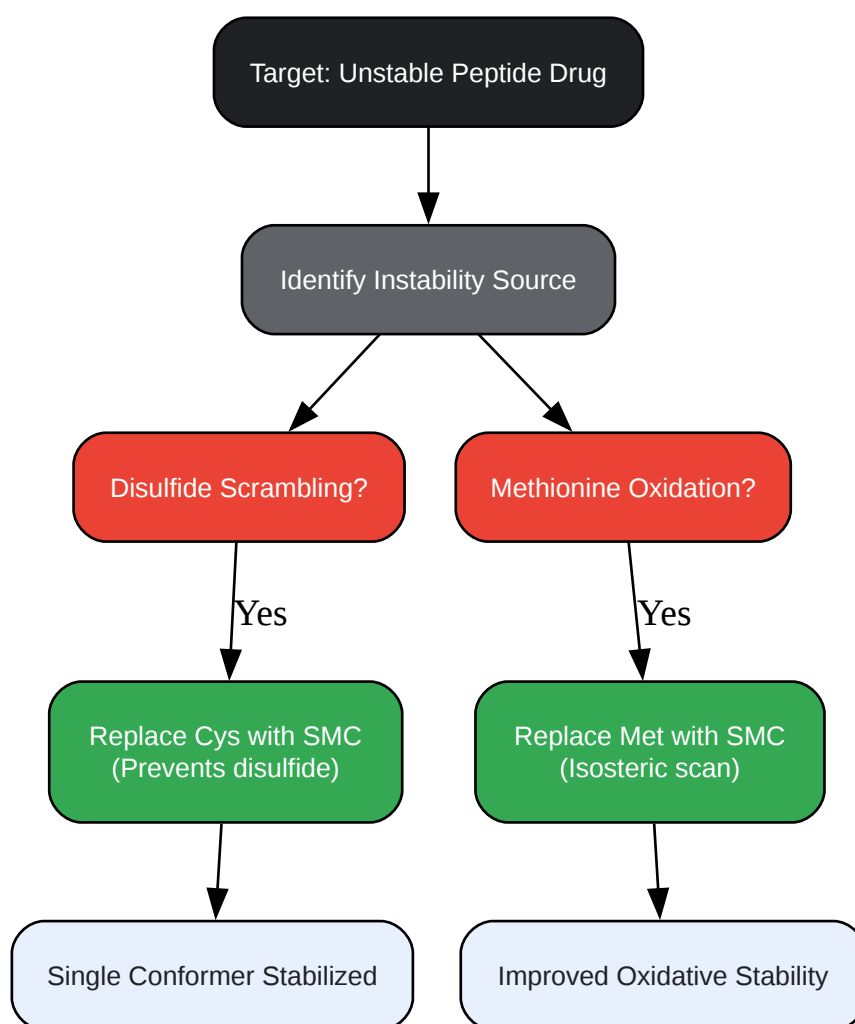 Target: Unstable Peptide Drug
Identify Instability Source
Disulfide Scrambling?
Methionine Oxidation?
Yes
Yes
Replace Cys with SMC
(Prevents disulfide)
Replace Met with SMC
(Isosteric scan)
Single Conformer Stabilized
Improved Oxidative Stability